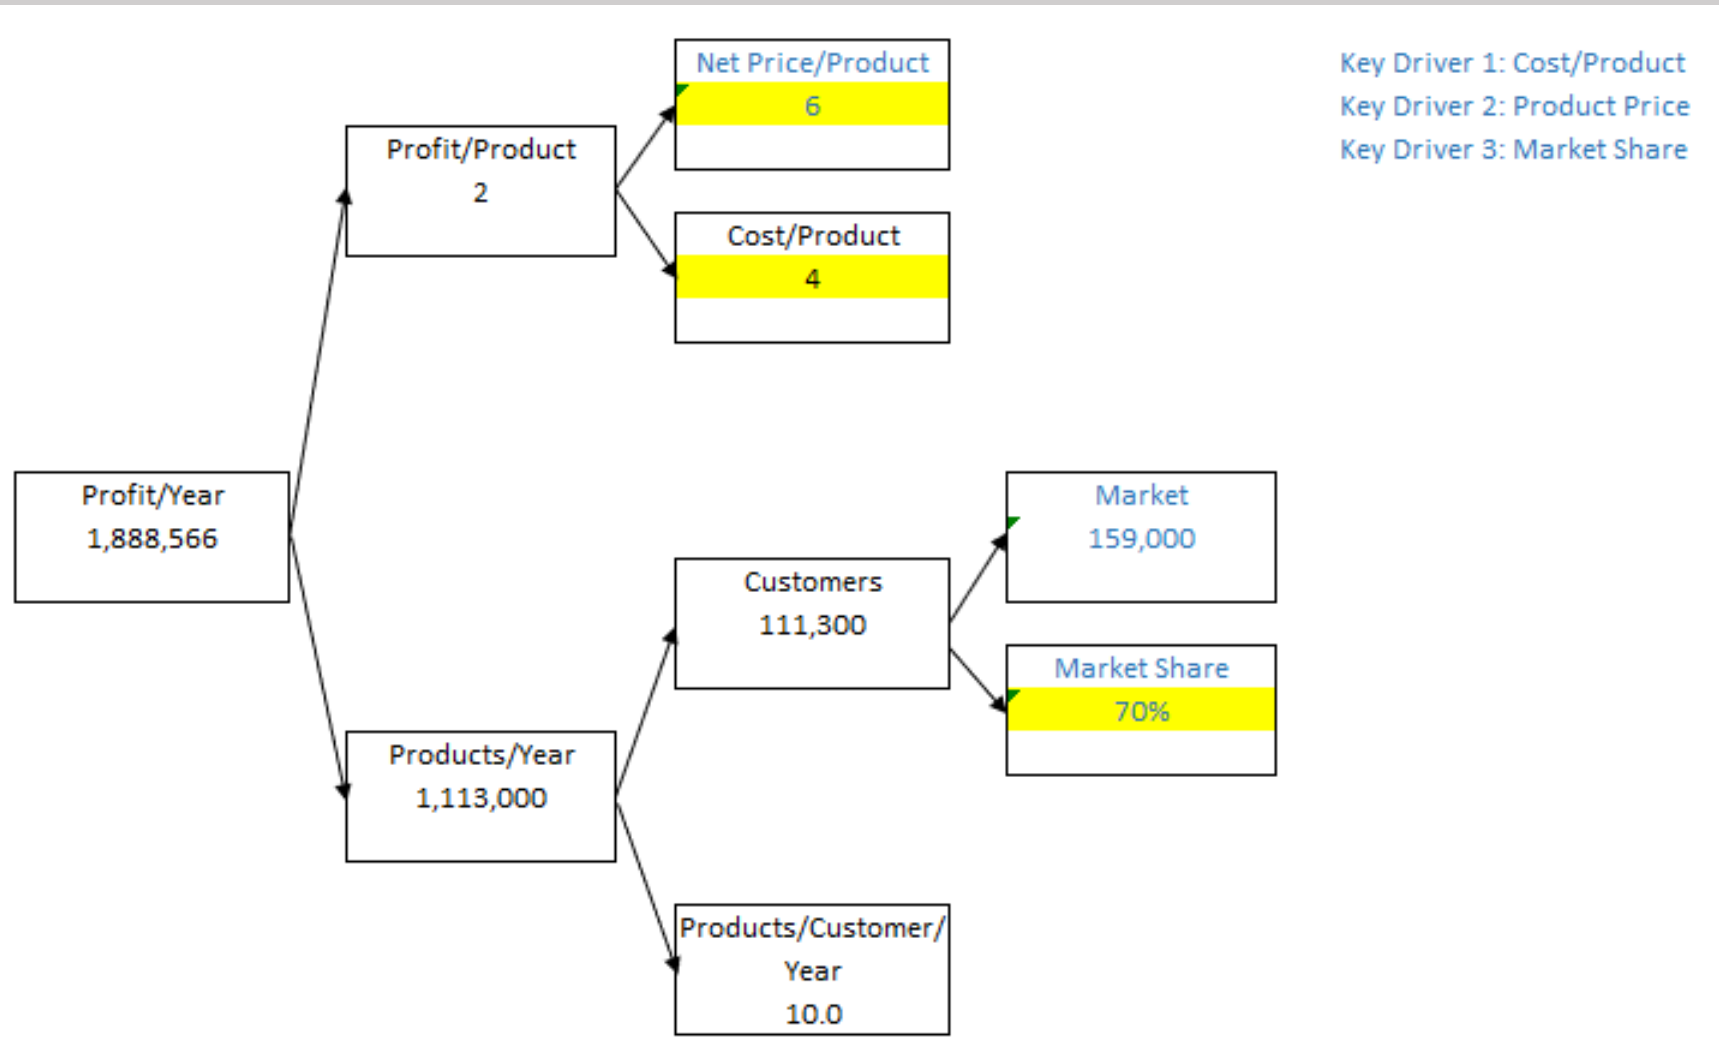 Net Price/Product
6
Key Driver 1: Cost/Product
Key Driver 2: Product Price
Key Driver 3: Market Share
Profit/Product
2
Cost/Product
4
Profit/Year
1,888,566
Market
159,000
Customers
111,300
Market Share
70%
Products/Year
1,113,000
Products/Customer/
Year
10.0